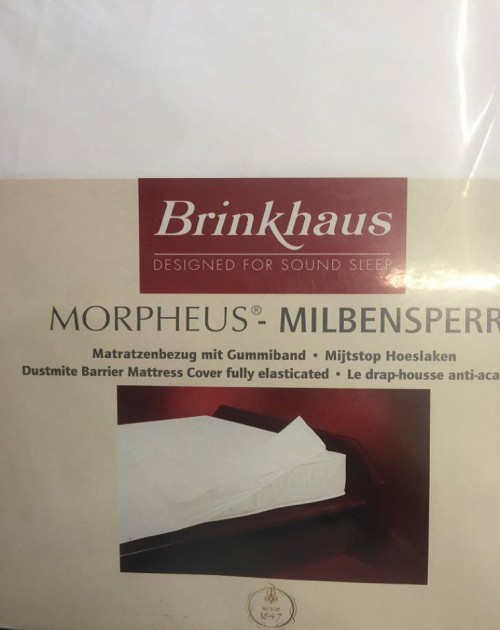 Brinkhaus
DESIGNED FOR SOUND SLEEP
MORPHEUS®- MILBENSPERR
Matratzenbezug mit Gummiband • Mijtstop Hoeslaken
Dustmite Barrier Mattress Cover fully elasticated • Le drap-housse anti-aca
1847